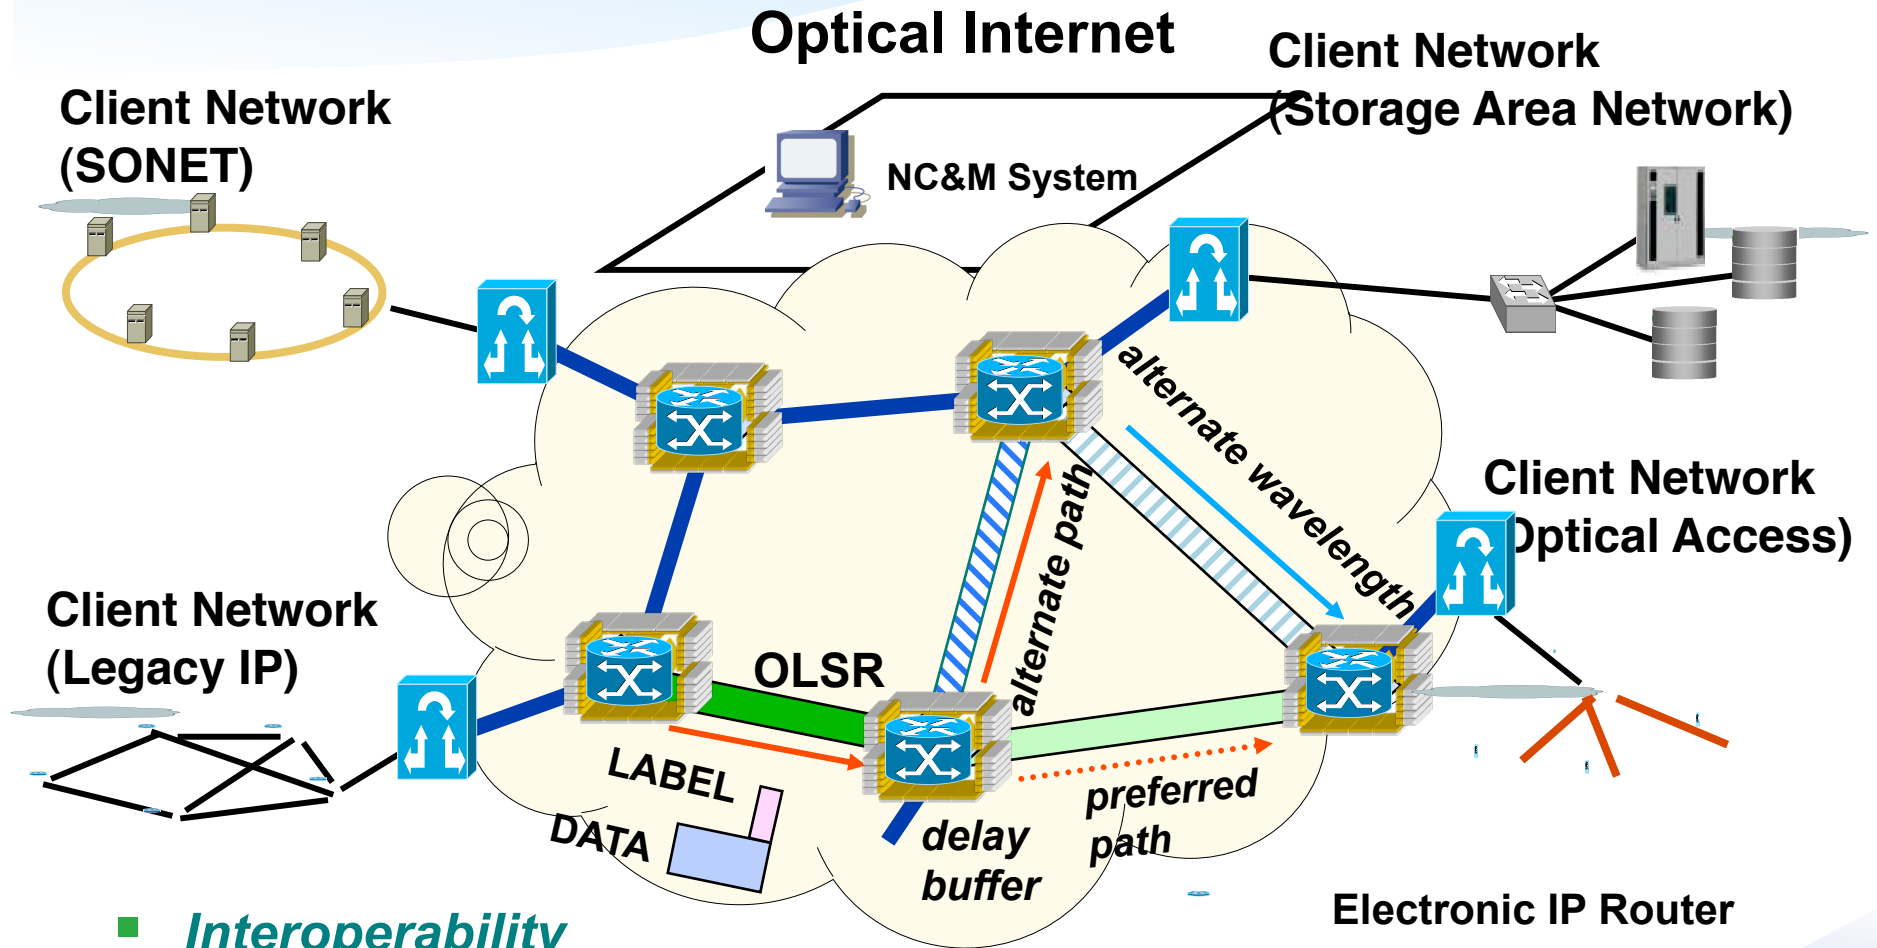 Optical Internet
Client Network
(Storage Area Network)
Client Network
(SONET)
NC&M System
alternate wavelength
alternate path
Client Network
Optical Access)
Client Network
(Legacy IP)
OLSR
LABEL
DATA
preferred
path
delay
buffer
Electronic IP Router
Interoperability